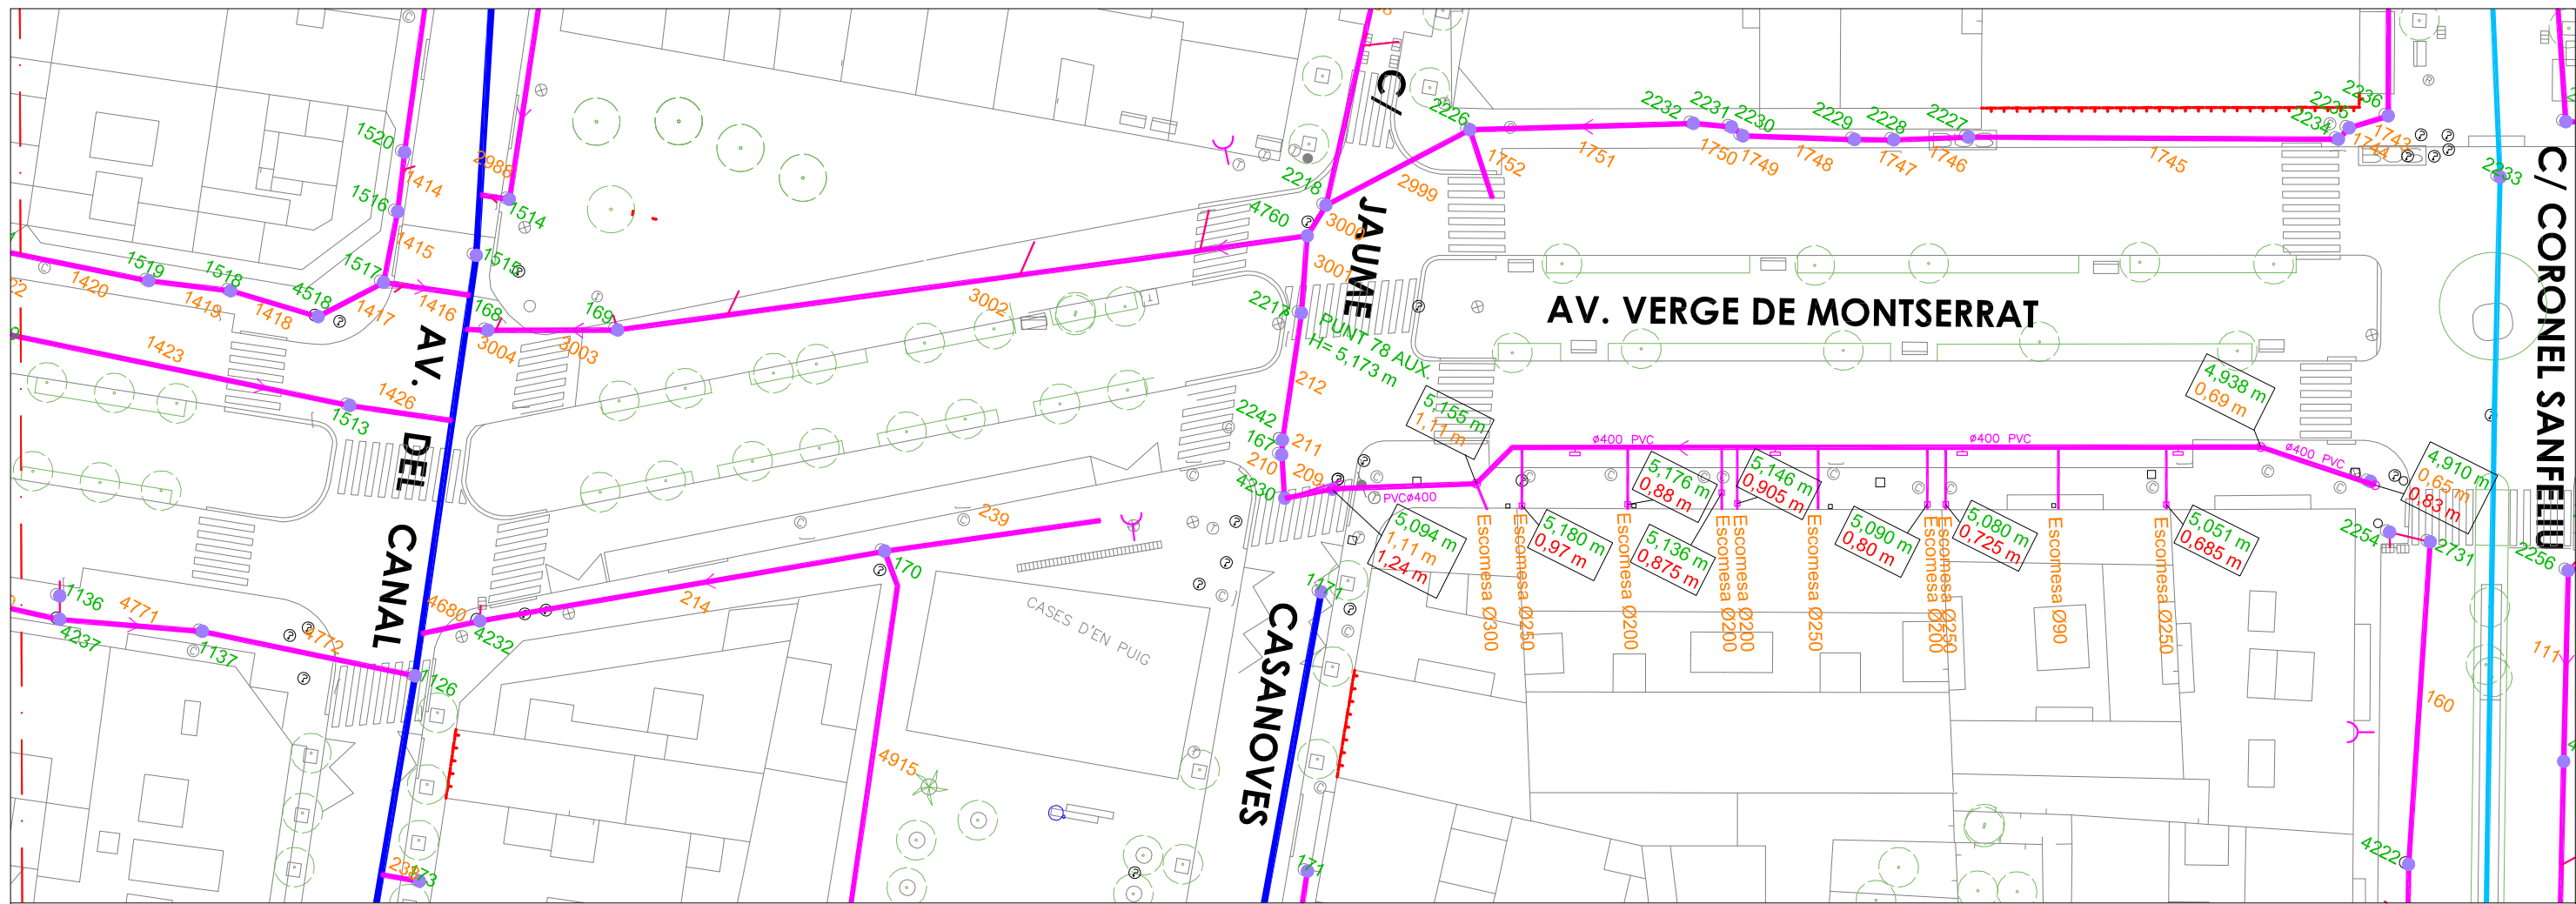 C/
JAUME
CASANOVES
AV.
DEL
CANAL
AV. VERGE DE MONTSERRAT
C/ CORONEL SANFELIU
CASES D'EN PUIG
PUNT 78 AUX.
H= 5,173 m
1520
1414
1516
1415
2988
1514
1515
1519
1518
4518
1517
1420
1419
1418
1417
1416
168
169
3004
3003
3002
1423
1426
1513
1136
4237
4771
1137
4772
1126
4680
4232
214
170
239
4915
238
173
2218
4760
3000
3001
2217
212
2242
167
211
210
209
4230
171
2226
1752
2999
1751
2232
2231
2230
1750
1749
2229
1748
2228
1747
2227
1746
1745
2234
2235
2236
1743
1744
2233
2254
2731
2256
160
111
4222
5,155 m
1,11 m
4,938 m
0,69 m
4,910 m
0,65 m
0,83 m
5,094 m
1,11 m
1,24 m
5,180 m
0,97 m
5,176 m
0,88 m
5,136 m
0,875 m
5,146 m
0,905 m
5,090 m
0,80 m
5,080 m
0,725 m
5,051 m
0,685 m
ø400 PVC
ø400 PVC
ø400 PVC
PVCø400
Escomesa Ø300
Escomesa Ø250
Escomesa Ø200
Escomesa Ø200
Escomesa Ø200
Escomesa Ø250
Escomesa Ø200
Escomesa Ø250
Escomesa Ø90
Escomesa Ø250